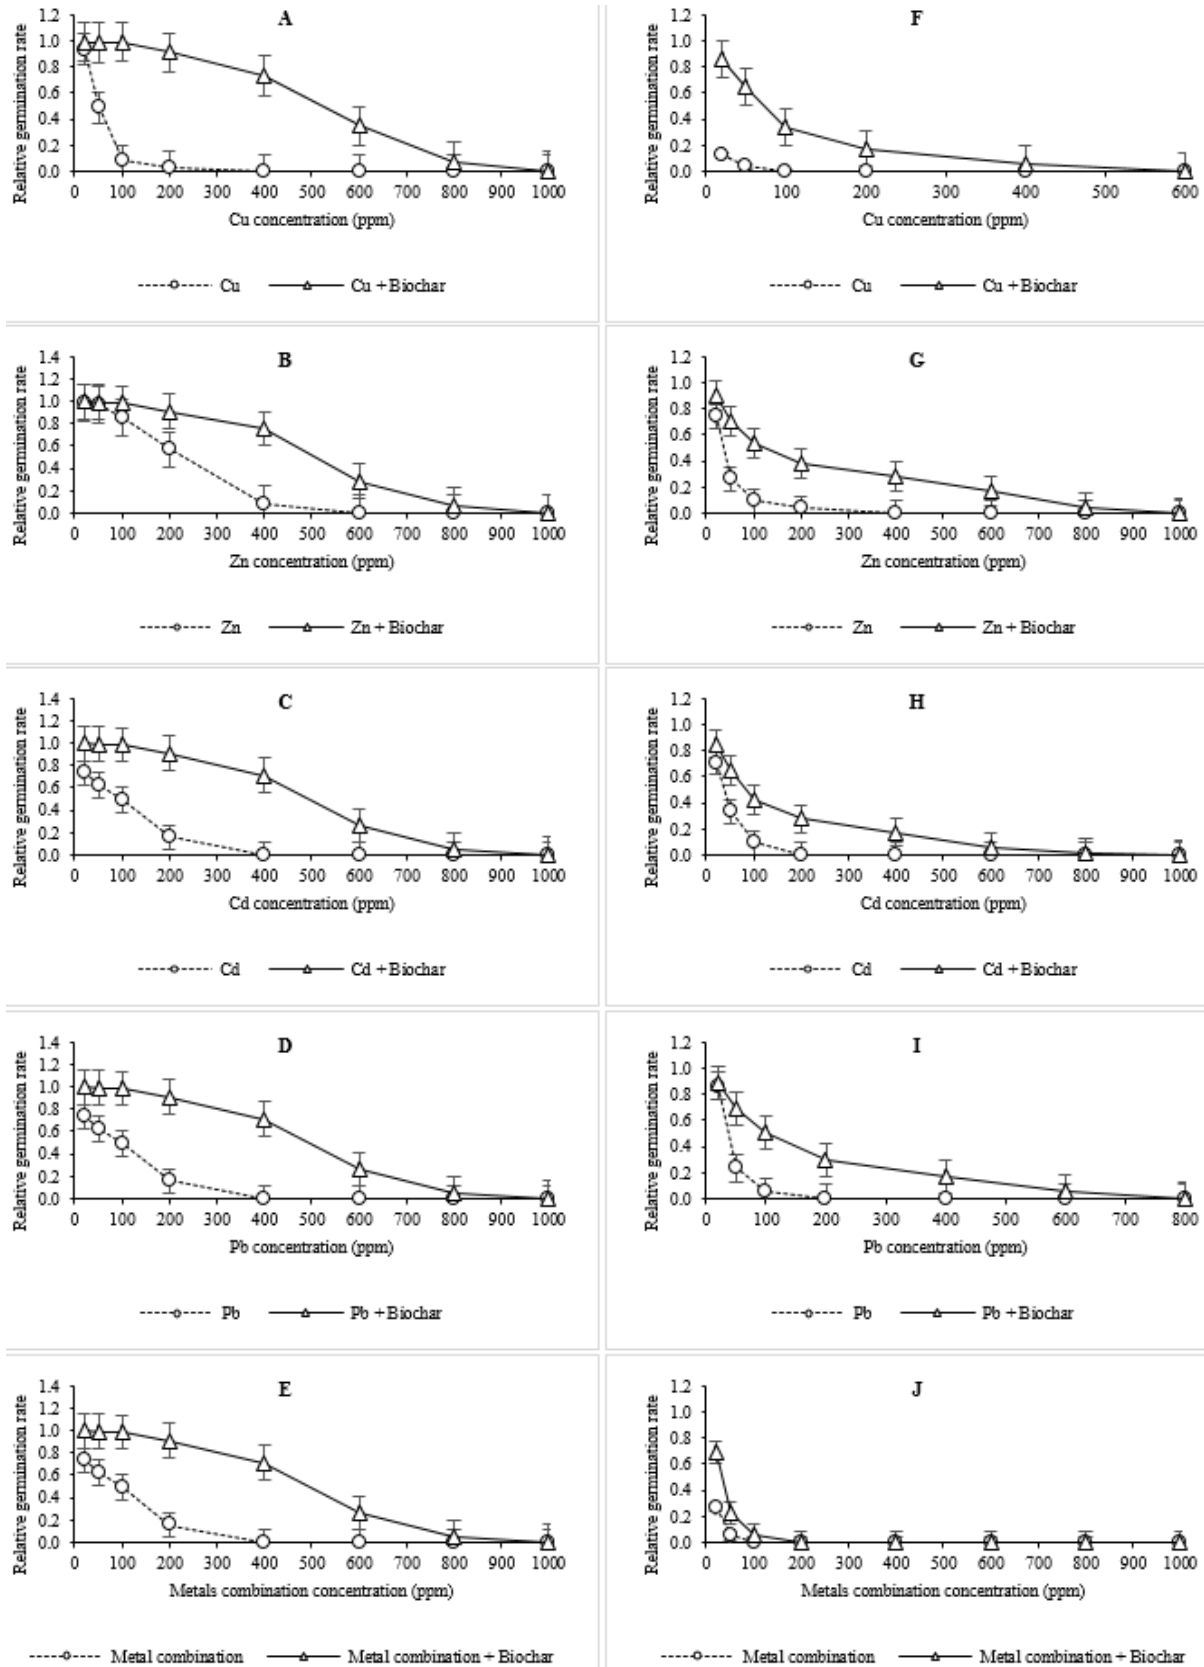 A
Relative germination rate
1.2
1.0
0.8
0.6
0.4
0.2
0.0
0 100 200 300 400 500 600 700 800 900 1000
Cu concentration (ppm)
Cu Cu + Biochar
F
Relative germination rate
1.2
1.0
0.8
0.6
0.4
0.2
0.0
0 100 200 300 400 500 600
Cu concentration (ppm)
Cu Cu + Biochar
B
Relative germination rate
1.4
1.2
1.0
0.8
0.6
0.4
0.2
0.0
0 100 200 300 400 500 600 700 800 900 1000
Zn concentration (ppm)
Zn Zn + Biochar
G
Relative germination rate
1.2
1.0
0.8
0.6
0.4
0.2
0.0
0 100 200 300 400 500 600 700 800 900 1000
Zn concentration (ppm)
Zn Zn + Biochar
C
Relative germination rate
1.4
1.2
1.0
0.8
0.6
0.4
0.2
0.0
0 100 200 300 400 500 600 700 800 900 1000
Cd concentration (ppm)
Cd Cd + Biochar
H
Relative germination rate
1.2
1.0
0.8
0.6
0.4
0.2
0.0
0 100 200 300 400 500 600 700 800 900 1000
Cd concentration (ppm)
Cd Cd + Biochar
D
Relative germination rate
1.4
1.2
1.0
0.8
0.6
0.4
0.2
0.0
0 100 200 300 400 500 600 700 800 900 1000
Pb concentration (ppm)
Pb Pb + Biochar
I
Relative germination rate
1.2
1.0
0.8
0.6
0.4
0.2
0.0
0 100 200 300 400 500 600 700 800
Pb concentration (ppm)
Pb Pb + Biochar
E
Relative germination rate
1.4
1.2
1.0
0.8
0.6
0.4
0.2
0.0
0 100 200 300 400 500 600 700 800 900 1000
Metals combination concentration (ppm)
Metal combination Metal combination + Biochar
J
Relative germination rate
1.2
1.0
0.8
0.6
0.4
0.2
0.0
0 100 200 300 400 500 600 700 800 900 1000
Metals combination concentration (ppm)
Metal combination Metal combination + Biochar